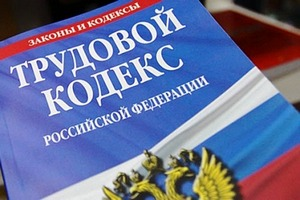 ЗАКОНЫ И КОДЕКСЫ
ТРУДОВОЙ
КОДЕКС
РОССИЙСКОЙ ФЕДЕРАЦИИ